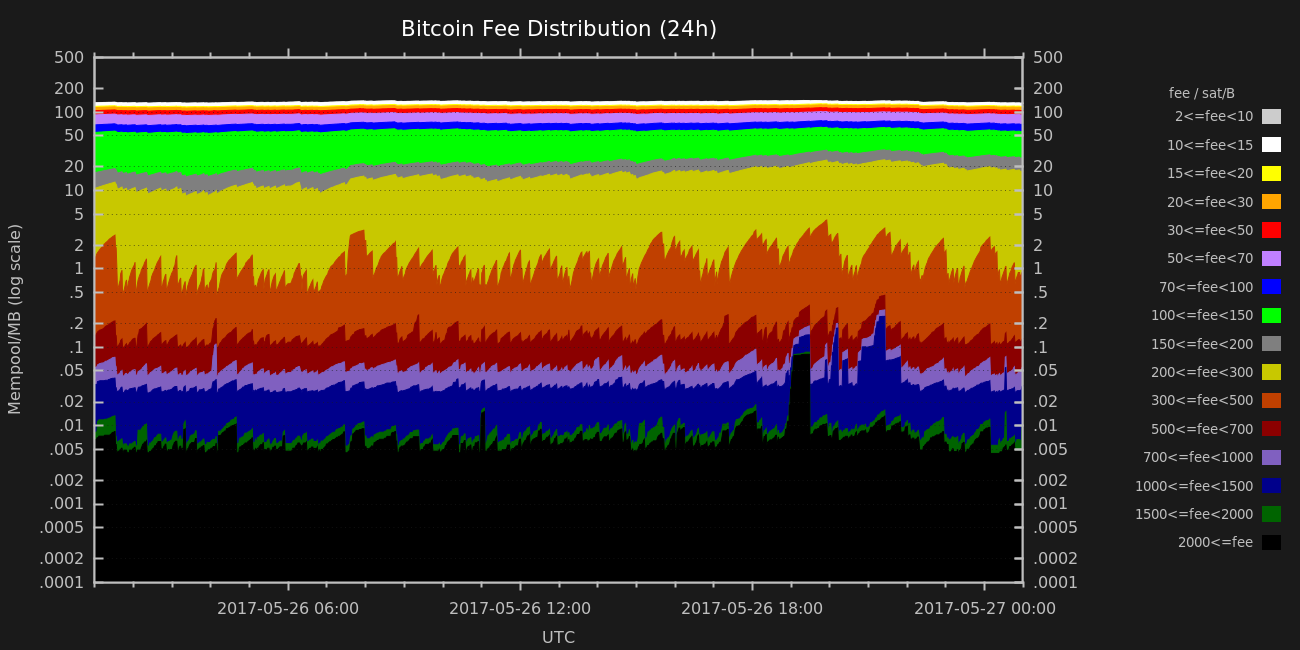 Bitcoin Fee Distribution (24h)
Mempool/MB (log scale)
500
200
100
50
20
10
5
2
1
.5
.2
.1
.05
.02
.01
.005
.002
.001
.0005
.0002
.0001
500
200
100
50
20
10
5
2
1
.5
.2
.1
.05
.02
.01
.005
.002
.001
.0005
.0002
.0001
2017-05-26 06:00
2017-05-26 12:00
2017-05-26 18:00
2017-05-27 00:00
UTC
fee / sat/B
2<=fee<10
10<=fee<15
15<=fee<20
20<=fee<30
30<=fee<50
50<=fee<70
70<=fee<100
100<=fee<150
150<=fee<200
200<=fee<300
300<=fee<500
500<=fee<700
700<=fee<1000
1000<=fee<1500
1500<=fee<2000
2000<=fee